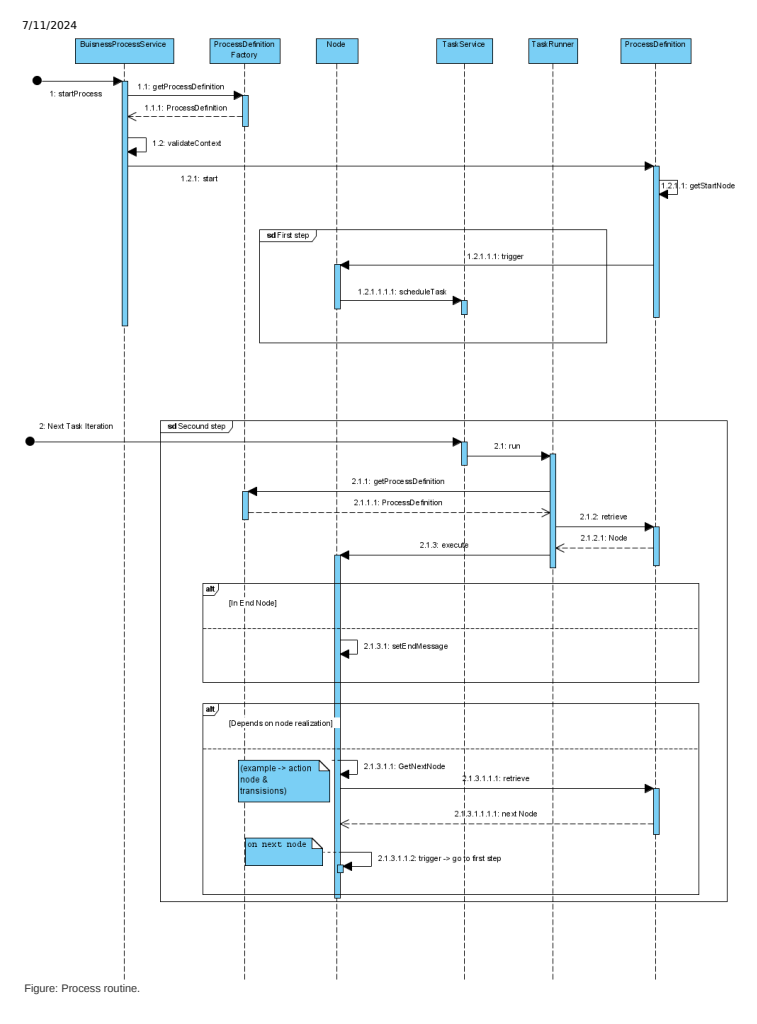 7/11/2024
BuisnessProcessService
ProcessDefinition
Factory
Node
TaskService
TaskRunner
ProcessDefinition
1: startProcess
1.1: getProcessDefinition
1.1.1: ProcessDefinition
1.2: validateContext
1.2.1: start
1.2.1.1: getStartNode
sd First step
1.2.1.1.1: trigger
1.2.1.1.1.1: scheduleTask
2: Next Task Iteration
sd Secound step
2.1: run
2.1.1: getProcessDefinition
2.1.1.1: ProcessDefinition
2.1.2: retrieve
2.1.2.1: Node
2.1.3: execute
alt
[In End Node]
2.1.3.1: setEndMessage
alt
[Depends on node realization]
(example -> action
node &
transisions)
2.1.3.1.1: GetNextNode
2.1.3.1.1.1: retrieve
2.1.3.1.1.1.1: next Node
on next node
2.1.3.1.1.2: trigger -> go to first step
Figure: Process routine.